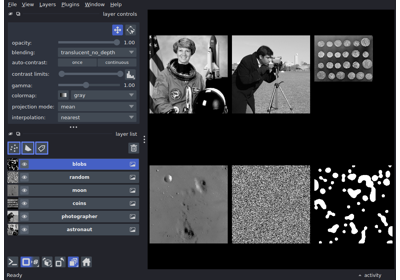 File View Layers Plugins Window Help
layer controls
opacity: 1.00
blending: translucent_no_depth
auto-contrast: once continuous
contrast limits:
gamma: 1.00
colormap: gray
projection mode: mean
interpolation: nearest
layer list
blobs
random
moon
coins
photographer
astronaut
Ready
activity